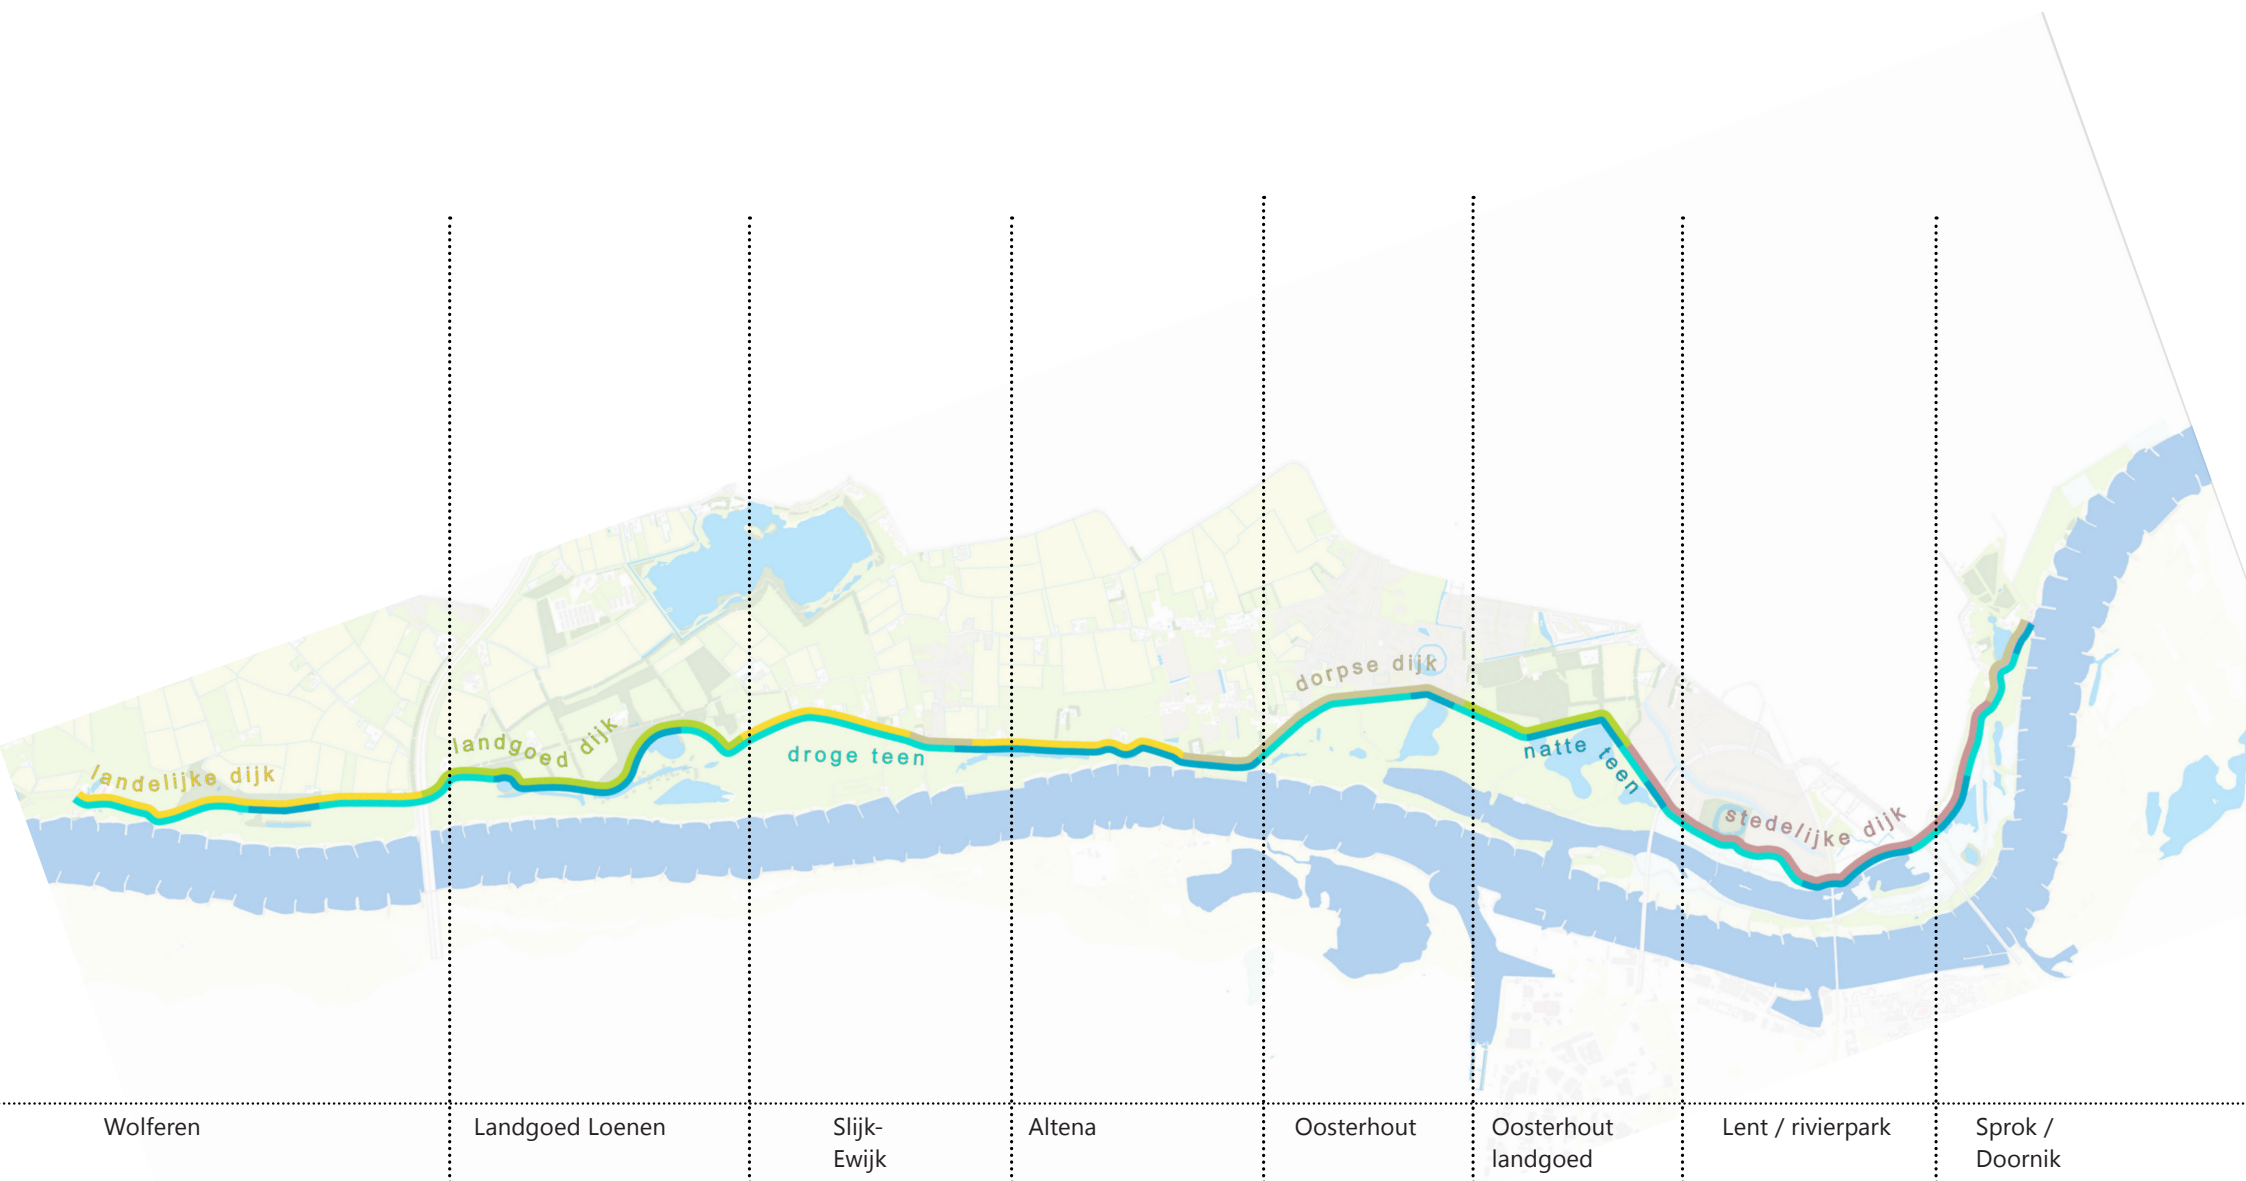 dorpse dijk
landgoed dijk
droge teen
natte teen
landelijke dijk
stedelijke dijk
Wolferen
Landgoed Loenen
Slijk-
Ewijk
Altena
Oosterhout
Oosterhout
landgoed
Lent / rivierpark
Sprok /
Doornik